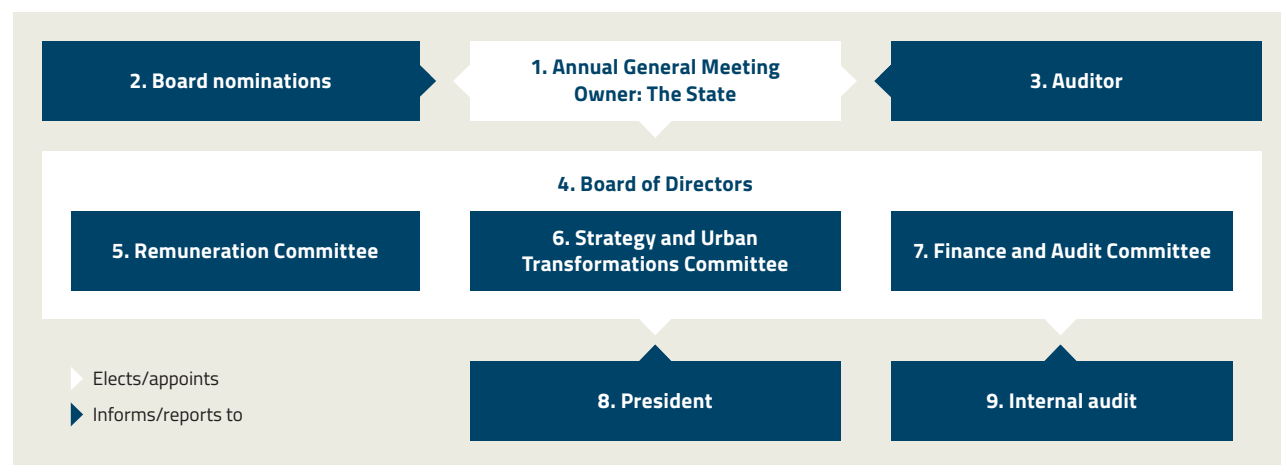 2. Board nominations
1. Annual General Meeting
Owner: The State
3. Auditor
4. Board of Directors
5. Remuneration Committee
6. Strategy and Urban
Transformations Committee
7. Finance and Audit Committee
Elects/appoints
Informs/reports to
8. President
9. Internal audit